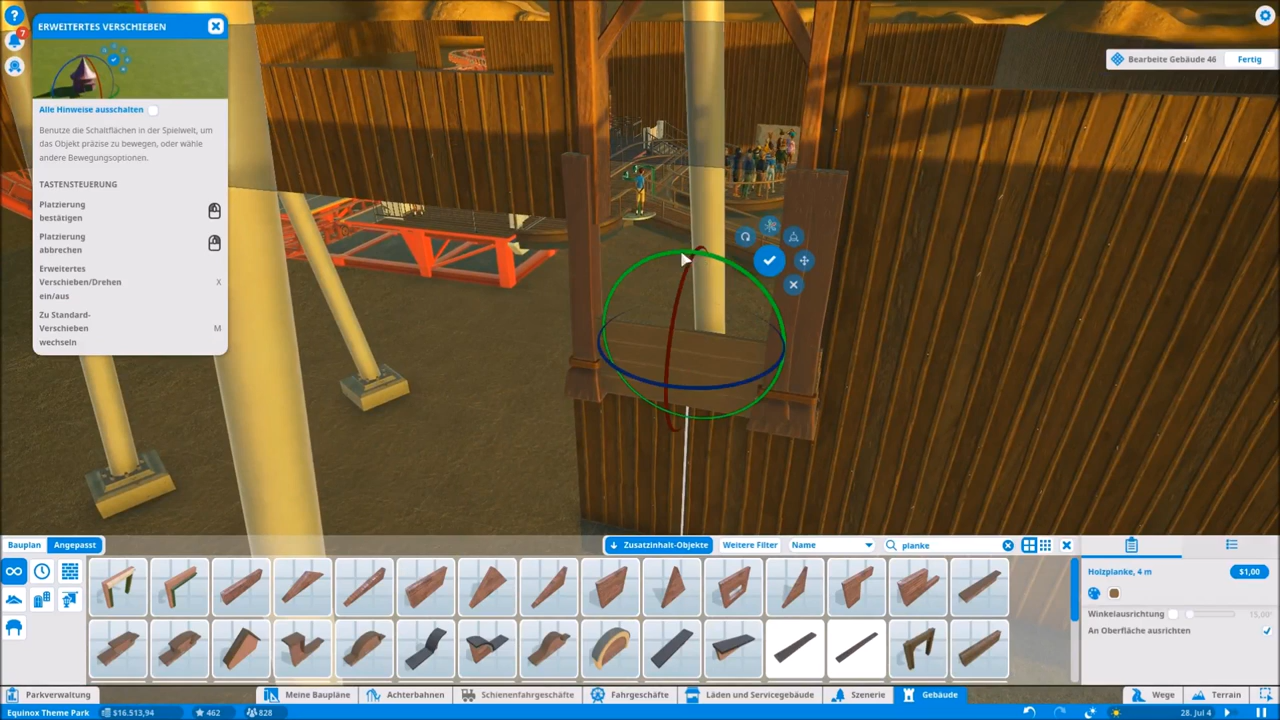 ?
ERWEITERTES VERSCHIEBEN
7
Alle Hinweise ausschalten
Benutze die Schaltflächen in der Spielwelt, um
das Objekt präzise zu bewegen, oder wähle
andere Bewegungsoptionen.
TASTENSTEUERUNG
Platzierung
bestätigen
Platzierung
abbrechen
Erweitertes
Verschieben/Drehen
ein/aus
X
Zu Standard-
Verschieben
wechseln
M
Bearbeite Gebäude 46
Fertig
Bauplan
Angepasst
Zusatzinhalt-Objekte
Weitere Filter
Name
planke
Holzplanke, 4 m
$1,00
Winkelausrichtung
15,00°
An Oberfläche ausrichten
Parkverwaltung
Meine Baupläne
Achterbahnen
Schienenfahrgeschäfte
Fahrgeschäfte
Läden und Servicegebäude
Szenerie
Gebäude
Wege
Terrain
Equinox Theme Park
$16.513,94
462
828
28. Jul 4